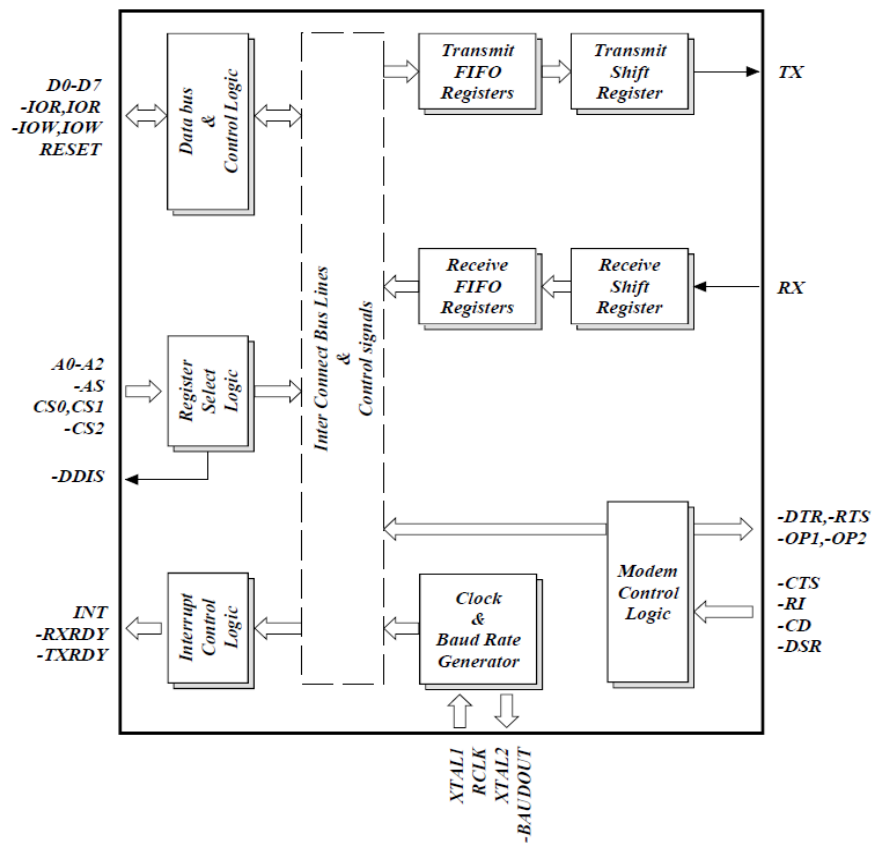 D0-D7
-IOR,IOR
-IOW,IOW
RESET
Data bus
&
Control Logic
Transmit
FIFO
Registers
Transmit
Shift
Register
TX
Receive
FIFO
Registers
Receive
Shift
Register
RX
Inter Connect Bus Lines
&
Control signals
A0-A2
-AS
CS0,CS1
-CS2
Register
Select
Logic
-DDIS
INT
-RXRDY
-TXRDY
Interrupt
Control
Logic
Clock
&
Baud Rate
Generator
Modem
Control
Logic
-DTR,-RTS
-OP1,-OP2
-CTS
-RI
-CD
-DSR
XTAL1
RCLK
XTAL2
-BAUDOUT